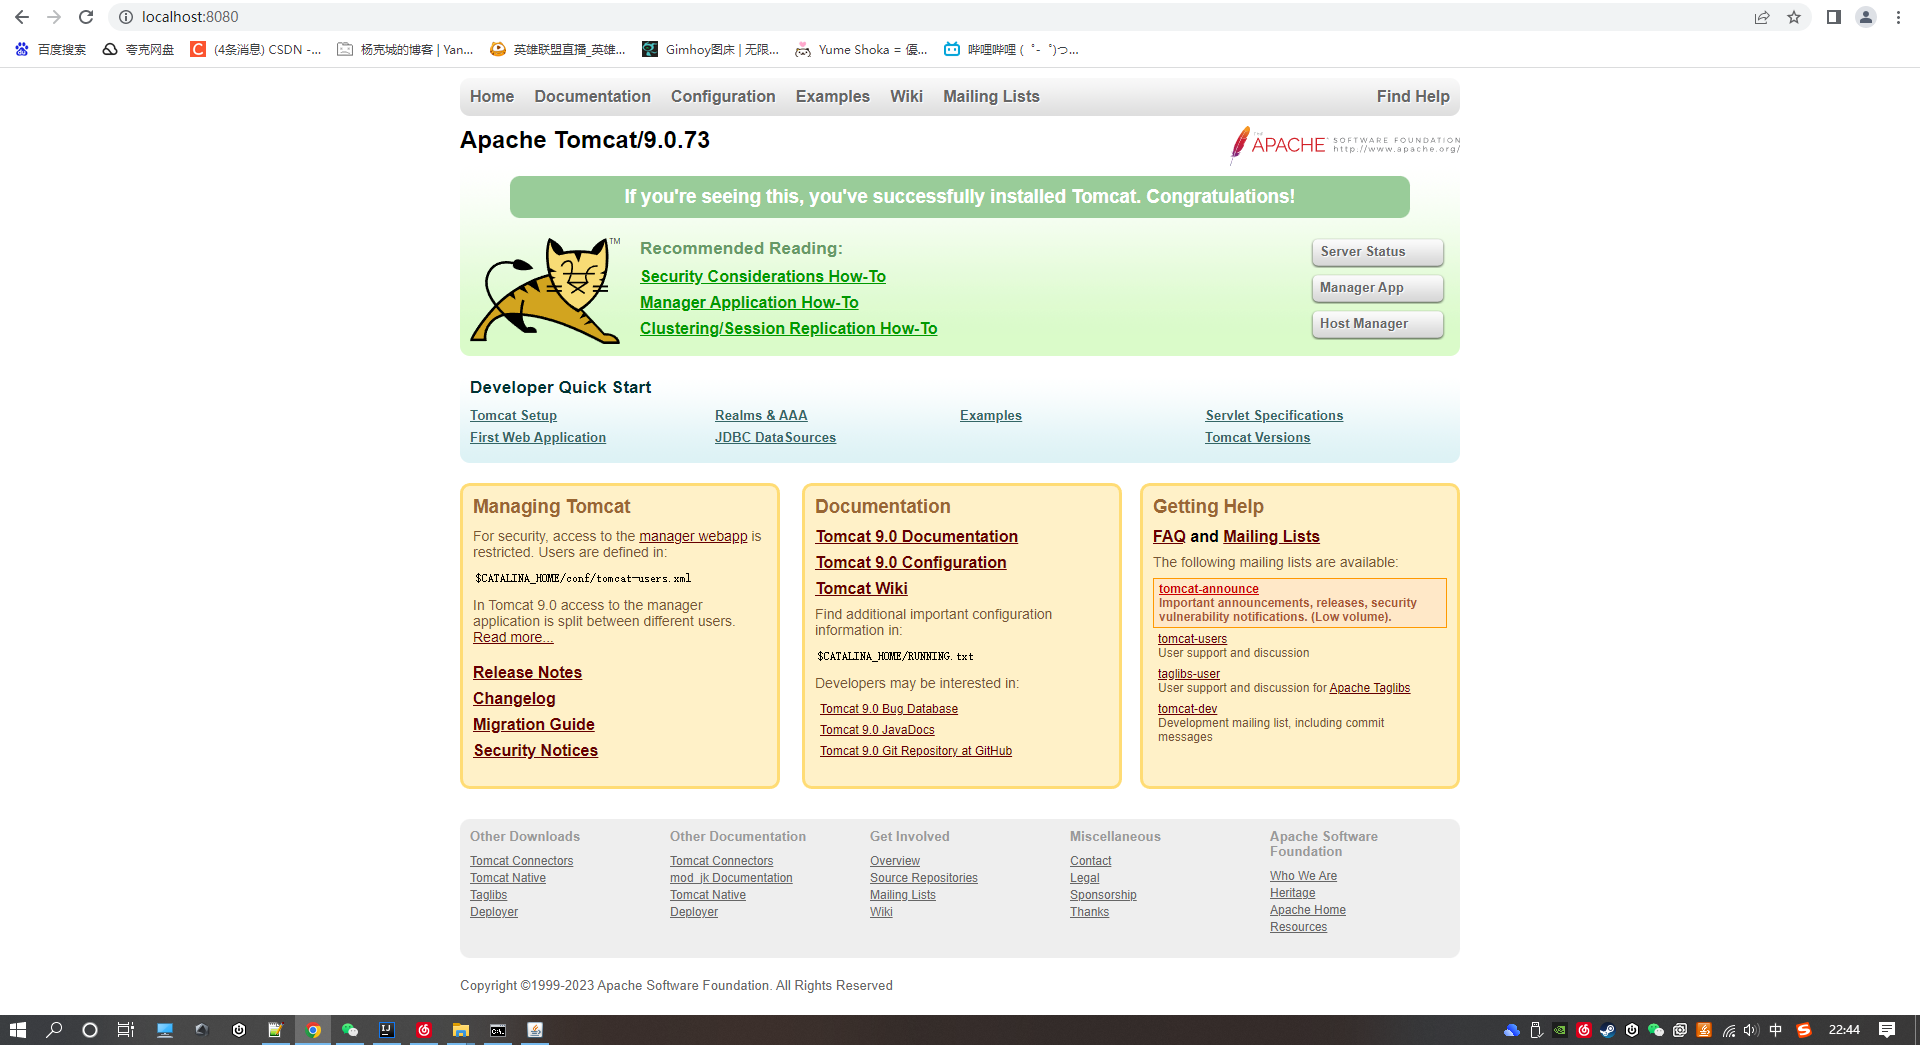 localhost:8080
百度搜索 夸克网盘 (4条消息) CSDN -... 杨克城的博客 | Yan... 英雄联盟直播_英雄... Gimhoy图床 | 无限... Yume Shoka = 優... 哔哩哔哩 ( ゜- ゜)つ...
Home Documentation Configuration Examples Wiki Mailing Lists Find Help
Apache Tomcat/9.0.73
THE APACHE SOFTWARE FOUNDATION
http://www.apache.org/
If you're seeing this, you've successfully installed Tomcat. Congratulations!
TM
Recommended Reading:
Security Considerations How-To
Manager Application How-To
Clustering/Session Replication How-To
Server Status
Manager App
Host Manager
Developer Quick Start
Tomcat Setup
First Web Application
Realms & AAA
JDBC DataSources
Examples
Servlet Specifications
Tomcat Versions
Managing Tomcat
For security, access to the manager webapp is
restricted. Users are defined in:
$CATALINA_HOME/conf/tomcat-users.xml
In Tomcat 9.0 access to the manager
application is split between different users.
Read more...
Release Notes
Changelog
Migration Guide
Security Notices
Documentation
Tomcat 9.0 Documentation
Tomcat 9.0 Configuration
Tomcat Wiki
Find additional important configuration
information in:
$CATALINA_HOME/RUNNING.txt
Developers may be interested in:
Tomcat 9.0 Bug Database
Tomcat 9.0 JavaDocs
Tomcat 9.0 Git Repository at GitHub
Getting Help
FAQ and Mailing Lists
The following mailing lists are available:
tomcat-announce
Important announcements, releases, security
vulnerability notifications. (Low volume).
tomcat-users
User support and discussion
taglibs-user
User support and discussion for Apache Taglibs
tomcat-dev
Development mailing list, including commit
messages
Other Downloads
Tomcat Connectors
Tomcat Native
Taglibs
Deployer
Other Documentation
Tomcat Connectors
mod_jk Documentation
Tomcat Native
Deployer
Get Involved
Overview
Source Repositories
Mailing Lists
Wiki
Miscellaneous
Contact
Legal
Sponsorship
Thanks
Apache Software
Foundation
Who We Are
Heritage
Apache Home
Resources
Copyright ©1999-2023 Apache Software Foundation. All Rights Reserved
中 22:44